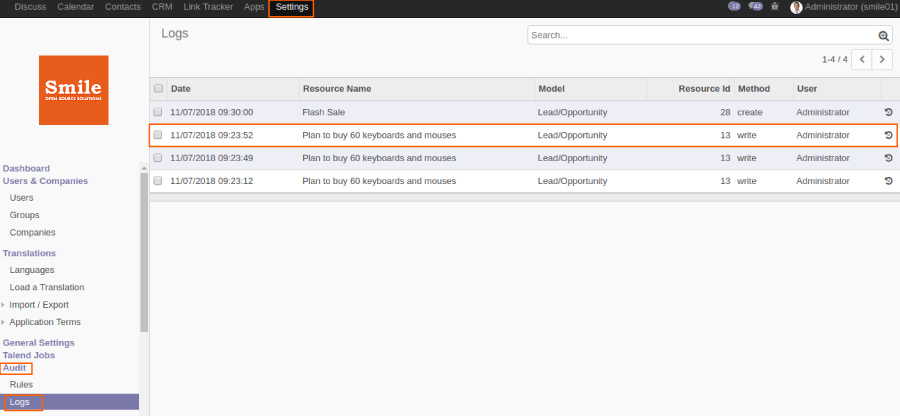 Discuss Calendar Contacts CRM Link Tracker Apps Settings 12 42 Administrator (smile01)
Logs
Search...
1-4 / 4
Smile
OPEN SOURCE SOLUTIONS
Dashboard
Users & Companies
Users
Groups
Companies
Translations
Languages
Load a Translation
Import / Export
Application Terms
General Settings
Talend Jobs
Audit
Rules
Logs
Date Resource Name Model Resource Id Method User
11/07/2018 09:30:00 Flash Sale Lead/Opportunity 28 create Administrator
11/07/2018 09:23:52 Plan to buy 60 keyboards and mouses Lead/Opportunity 13 write Administrator
11/07/2018 09:23:49 Plan to buy 60 keyboards and mouses Lead/Opportunity 13 write Administrator
11/07/2018 09:23:12 Plan to buy 60 keyboards and mouses Lead/Opportunity 13 write Administrator